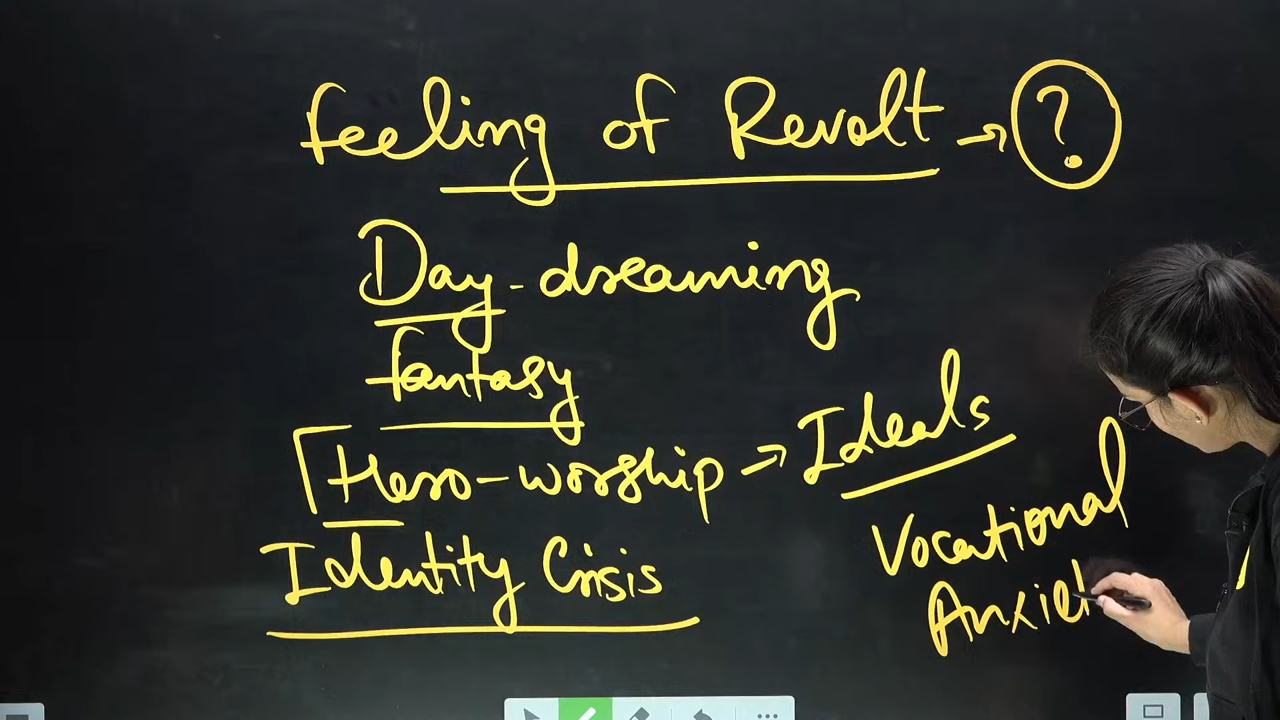 Feeling of Revolt → ?
Day-dreaming
Fantasy
Hero-worship → Ideals
Identity Crisis
Vocational
Anxiet